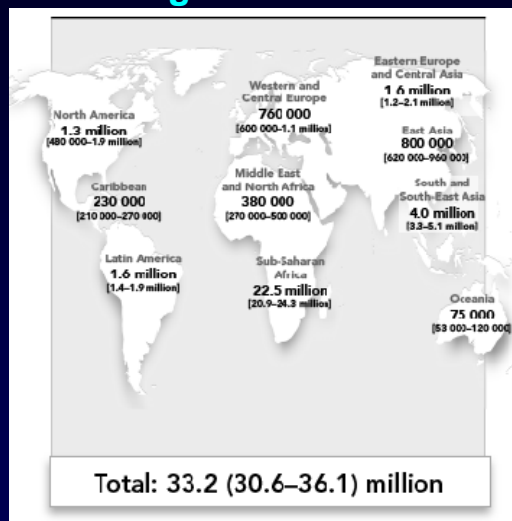 Eastern Europe
and Central Asia
1.6 million
[1.2–2.1 million]
Western and
Central Europe
760 000
[600 000–1.1 million]
North America
1.3 million
[480 000–1.9 million]
East Asia
800 000
[620 000–960 000]
Middle East
and North Africa
380 000
[270 000–500 000]
Caribbean
230 000
[210 000–270 000]
South and
South-East Asia
4.0 million
[3.3–5.1 million]
Latin America
1.6 million
[1.4–1.9 million]
Sub-Saharan
Africa
22.5 million
[20.9–24.3 million]
Oceania
75 000
[53 000–120 000]
Total: 33.2 (30.6–36.1) million